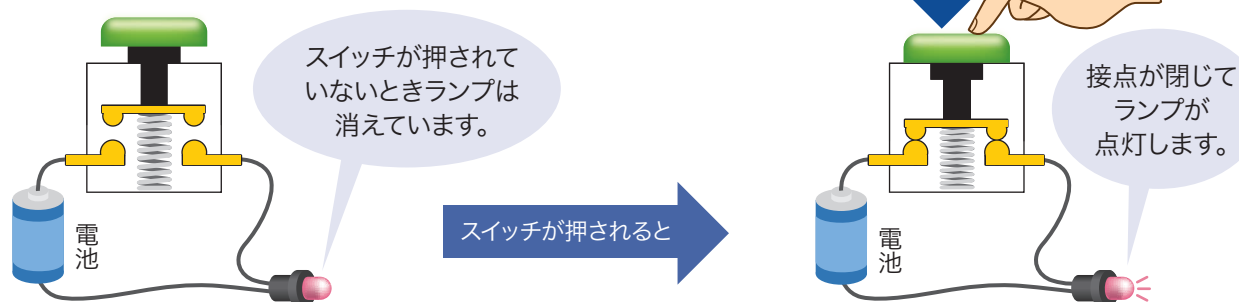 スイッチが押されて
いないときランプは
消えています。
電池
スイッチが押されると
接点が閉じて
ランプが
点灯します。
電池